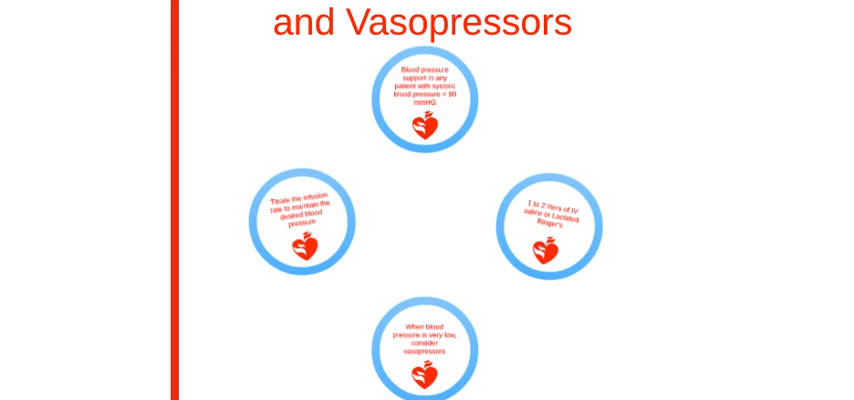 and Vasopressors
Blood pressure
support in any
patient with systolic
blood pressure < 90
mmHG
Titrate the infusion
rate to maintain the
desired blood
pressure
1 to 2 liters of IV
saline or Lactated
Ringer's
When blood
pressure is very low,
consider
vasopressors